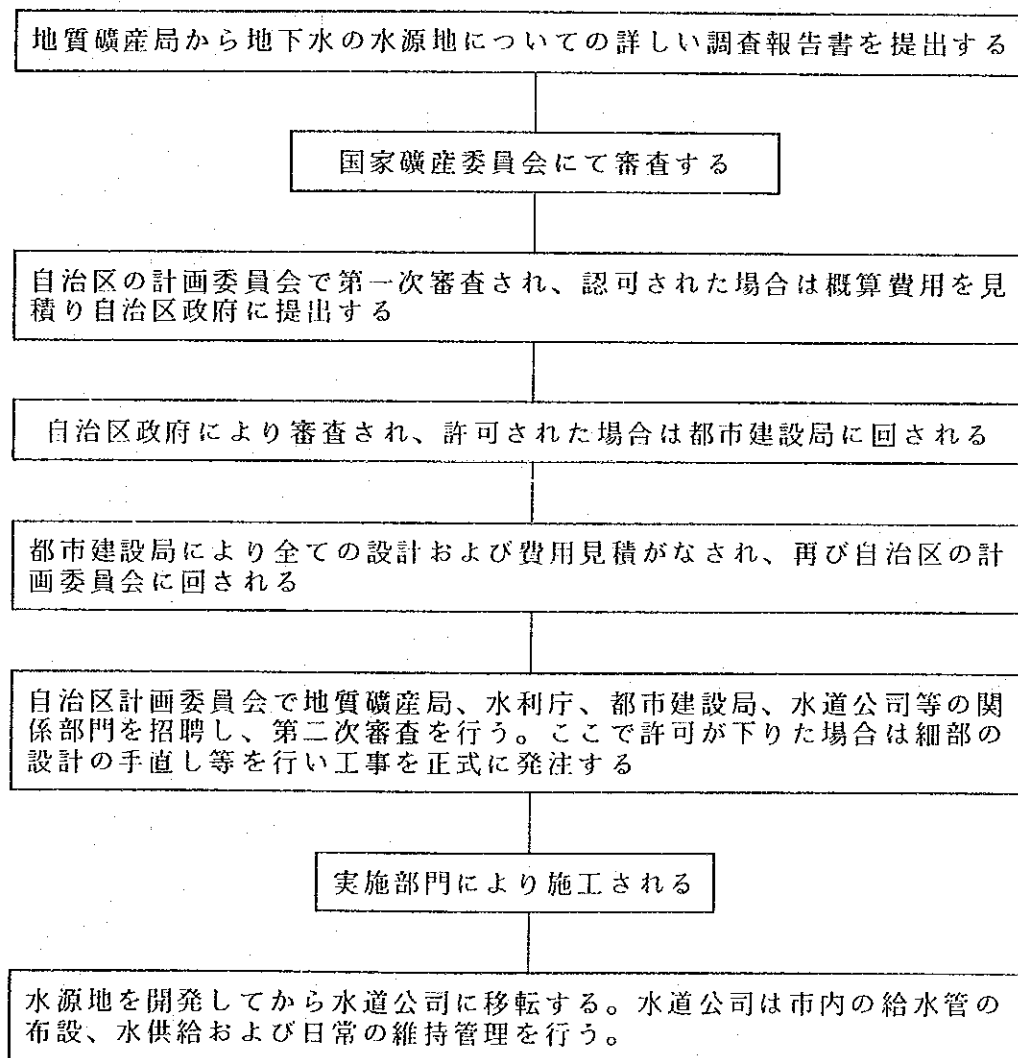 地質礦産局から地下水の水源地についての詳しい調査報告書を提出する
国家礦産委員会にて審査する
自治区の計画委員会で第一次審査され、認可された場合は概算費用を見
積り自治区政府に提出する
自治区政府により審査され、許可された場合は都市建設局に回される
都市建設局により全ての設計および費用見積がなされ、再び自治区の計
画委員会に回される
自治区計画委員会で地質礦産局、水利庁、都市建設局、水道公司等の関
係部門を招聘し、第二次審査を行う。ここで許可が下りた場合は細部の
設計の手直し等を行い工事を正式に発注する
実施部門により施工される
水源地を開発してから水道公司に移転する。水道公司は市内の給水管の
布設、水供給および日常の維持管理を行う。